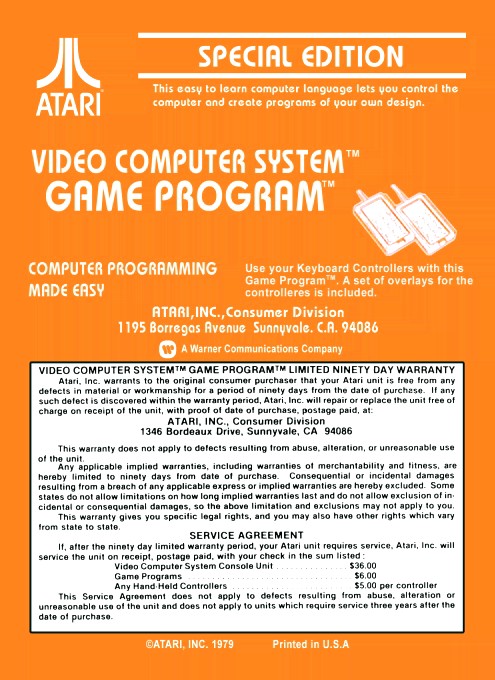 SPECIAL EDITION
ATARI®
This easy to learn computer language lets you control the
computer and create programs of your own design.
VIDEO COMPUTER SYSTEM™
GAME PROGRAM™
COMPUTER PROGRAMMING
MADE EASY
Use your Keyboard Controllers with this
Game Program™. A set of overlays for the
controlleres is included.
ATARI,INC.,Consumer Division
1195 Borregas Avenue Sunnyvale. C.A. 94086
A Warner Communications Company
VIDEO COMPUTER SYSTEM™ GAME PROGRAM™ LIMITED NINETY DAY WARRANTY
Atari, Inc. warrants to the original consumer purchaser that your Atari unit is free from any
defects in material or workmanship for a period of ninety days from the date of purchase. If any
such defect is discovered within the warranty period, Atari, Inc. will repair or replace the unit free of
charge on receipt of the unit, with proof of date of purchase, postage paid, at:
ATARI, INC., Consumer Division
1346 Bordeaux Drive, Sunnyvale, CA 94086
This warranty does not apply to defects resulting from abuse, alteration, or unreasonable use
of the unit.
Any applicable implied warranties, including warranties of merchantability and fitness, are
hereby limited to ninety days from date of purchase. Consequential or incidental damages
resulting from a breach of any applicable express or implied warranties are hereby excluded. Some
states do not allow limitations on how long implied warranties last and do not allow exclusion of in-
cidental or consequential damages, so the above limitation and exclusions may not apply to you.
This warranty gives you specific legal rights, and you may also have other rights which vary
from state to state.
SERVICE AGREEMENT
If, after the ninety day limited warranty period, your Atari unit requires service, Atari, Inc. will
service the unit on receipt, postage paid, with your check in the sum listed :
Video Computer System Console Unit . . . . . . . . . . . . . $36.00
Game Programs . . . . . . . . . . . . . . . . . . . . . . . . . . . . . $6.00
Any Hand-Held Controllers . . . . . . . . . . . . . . . . . . . . . $5.00 per controller
This Service Agreement does not apply to defects resulting from abuse, alteration or
unreasonable use of the unit and does not apply to units which require service three years after the
date of purchase.
©ATARI, INC. 1979 Printed in U.S.A